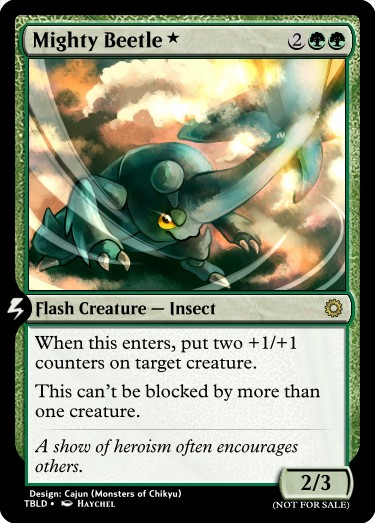 Mighty Beetle ★ 2
Flash Creature — Insect
When this enters, put two +1/+1
counters on target creature.
This can't be blocked by more than
one creature.
A show of heroism often encourages
others.
2/3
Design: Cajun (Monsters of Chikyu)
TBLD • Haychel
(NOT FOR SALE)